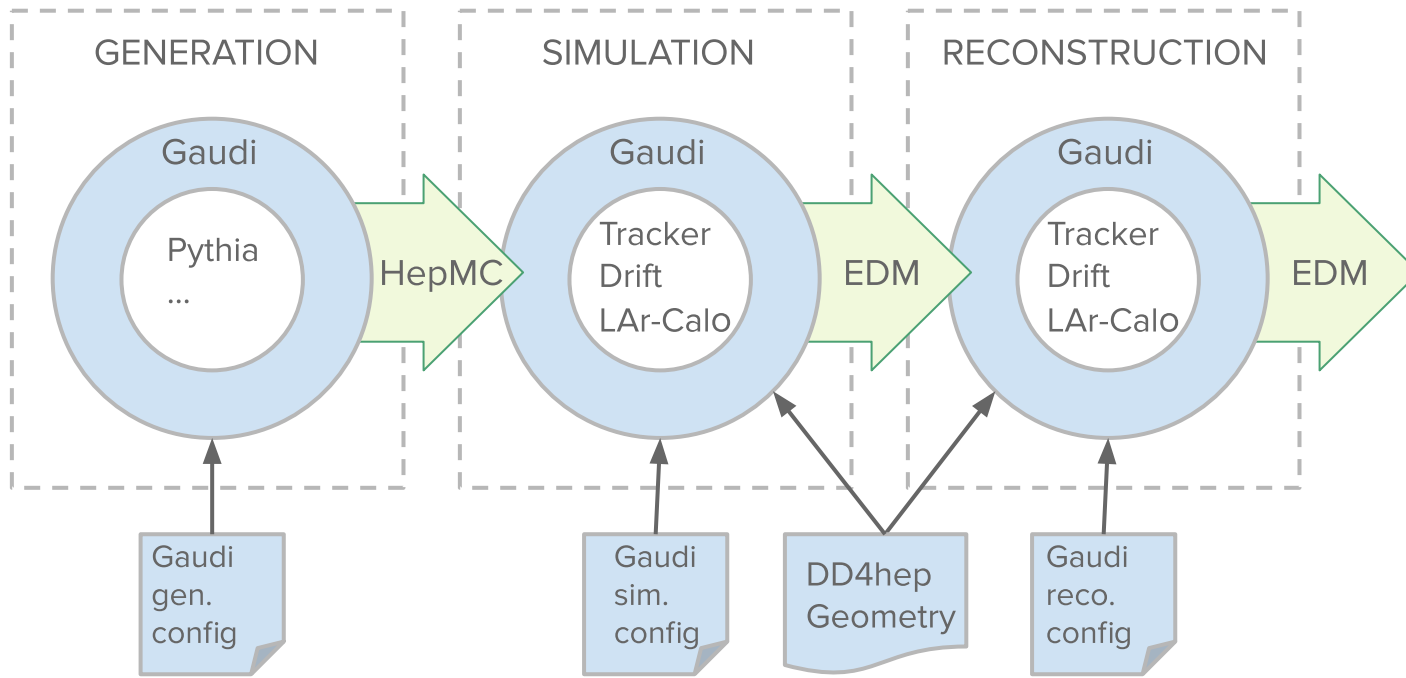 GENERATION
Gaudi
Pythia
...
HepMC
SIMULATION
Gaudi
Tracker
Drift
LAr-Calo
EDM
RECONSTRUCTION
Gaudi
Tracker
Drift
LAr-Calo
EDM
Gaudi
gen.
config
Gaudi
sim.
config
DD4hep
Geometry
Gaudi
reco.
config